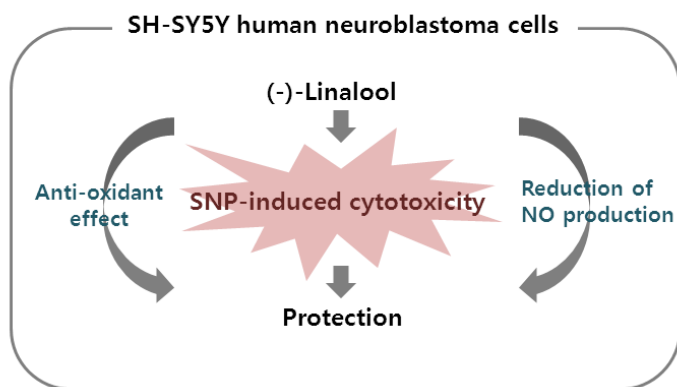 SH-SY5Y human neuroblastoma cells
(-)-Linalool
Anti-oxidant
effect
SNP-induced cytotoxicity
Reduction of
NO production
Protection